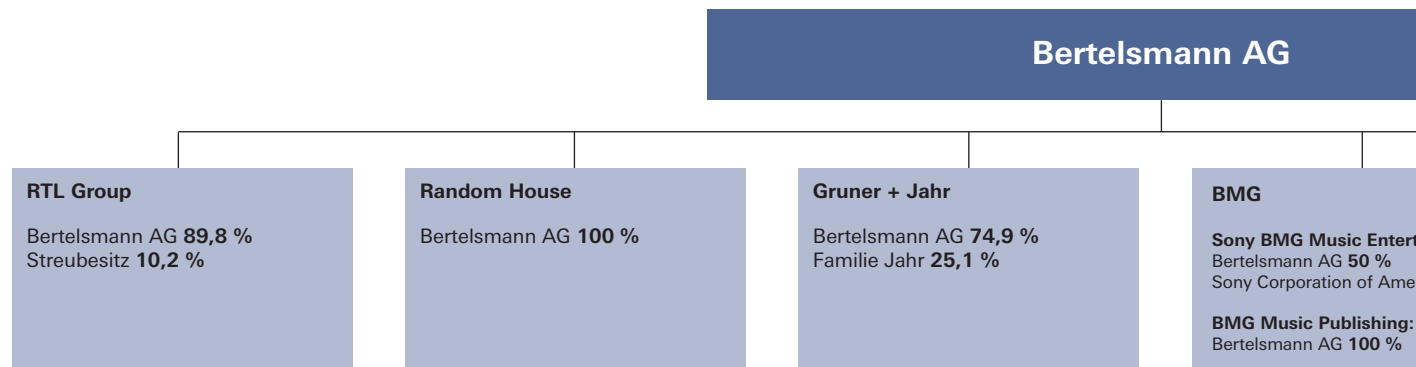 Bertelsmann AG
RTL Group
Bertelsmann AG 89,8 %
Streubesitz 10,2 %
Random House
Bertelsmann AG 100 %
Gruner + Jahr
Bertelsmann AG 74,9 %
Familie Jahr 25,1 %
BMG
Sony BMG Music
Bertelsmann AG 50 %
Sony Corporation of
BMG Music Publishing:
Bertelsmann AG 100 %